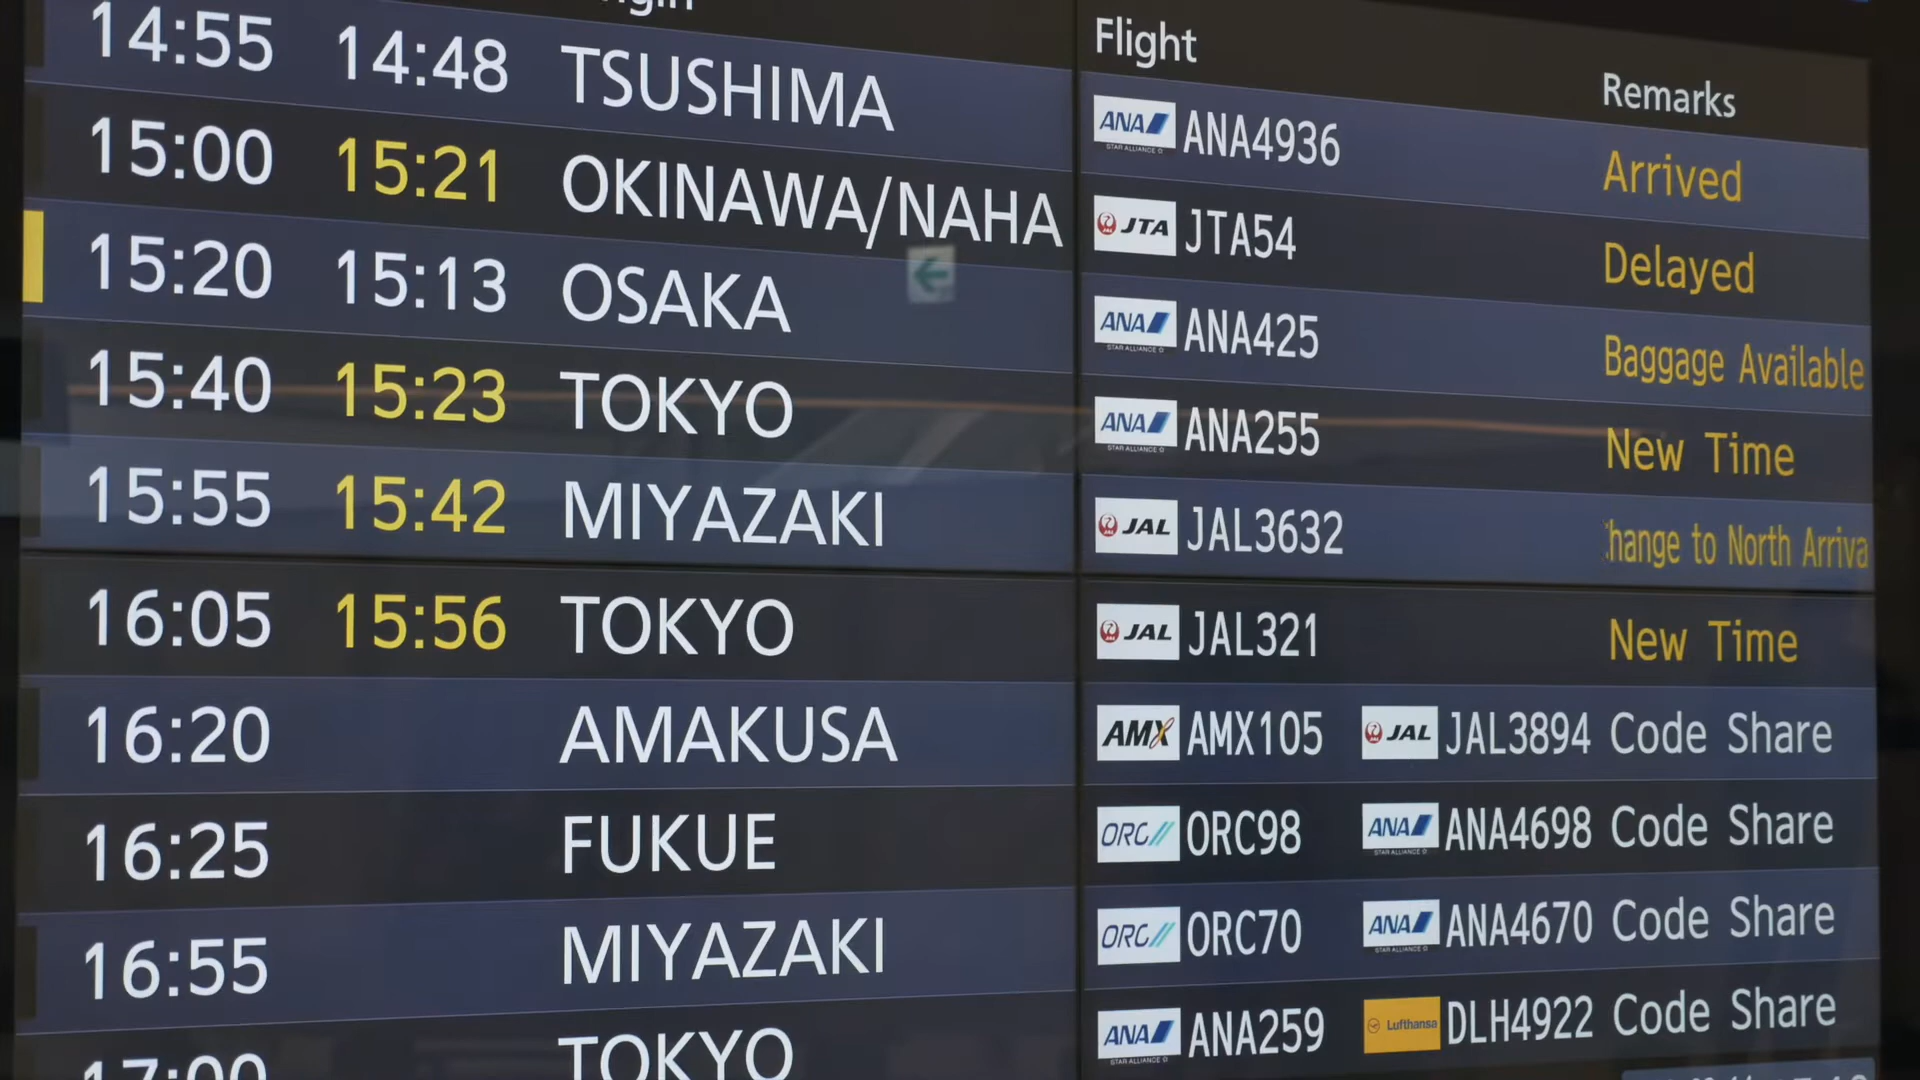 Flight Remarks
14:55 14:48 TSUSHIMA ANA ANA4936 Arrived
15:00 15:21 OKINAWA/NAHA JTA JTA54 Delayed
15:20 15:13 OSAKA ANA ANA425 Baggage Available
15:40 15:23 TOKYO ANA ANA255 New Time
15:55 15:42 MIYAZAKI JAL JAL3632 hange to North Arriva
16:05 15:56 TOKYO JAL JAL321 New Time
16:20 AMAKUSA AMX AMX105 JAL JAL3894 Code Share
16:25 FUKUE ORC ORC98 ANA ANA4698 Code Share
16:55 MIYAZAKI ORC ORC70 ANA ANA4670 Code Share
17:00 TOKYO ANA ANA259 Lufthansa DLH4922 Code Share